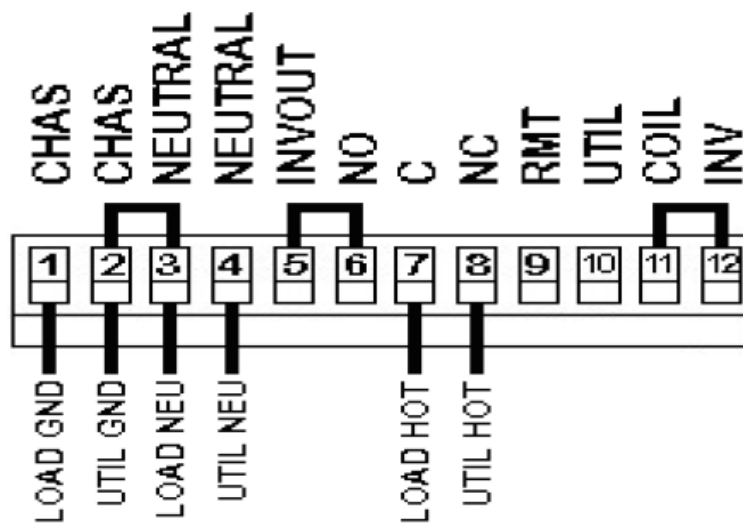 CHAS
CHAS
NEUTRAL
NEUTRAL
INVOUT
NO
C
NC
RMT
UTIL
COIL
INV
1 2 3 4 5 6 7 8 9 10 11 12
LOAD GND
UTIL GND
LOAD NEU
UTIL NEU
LOAD HOT
UTIL HOT